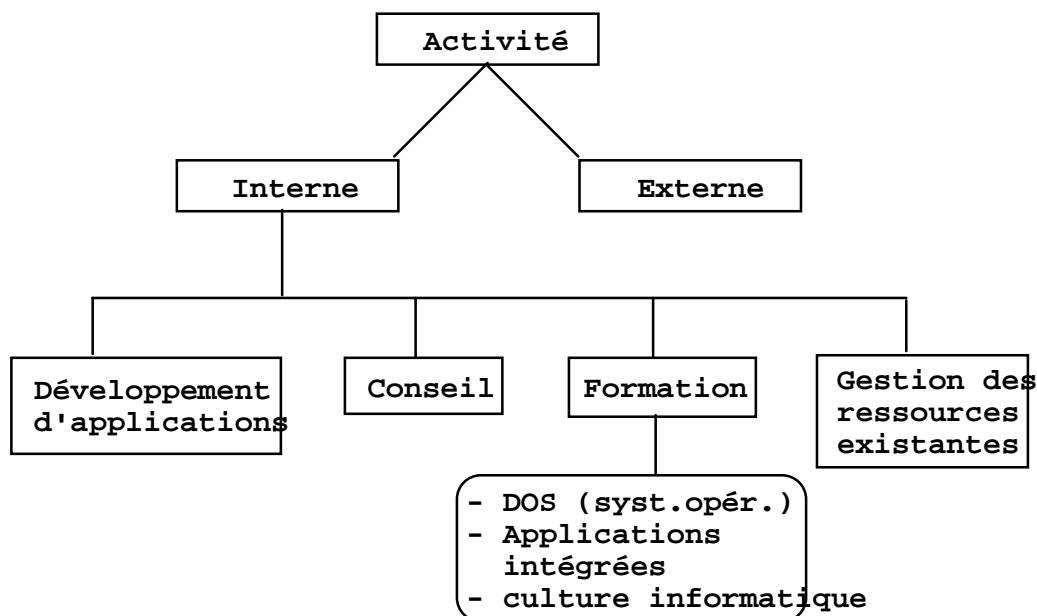 Activité
Interne
Externe
Développement
d'applications
Conseil
Formation
Gestion des
ressources
existantes
- DOS (syst.opér.)
- Applications
intégrées
- culture informatique